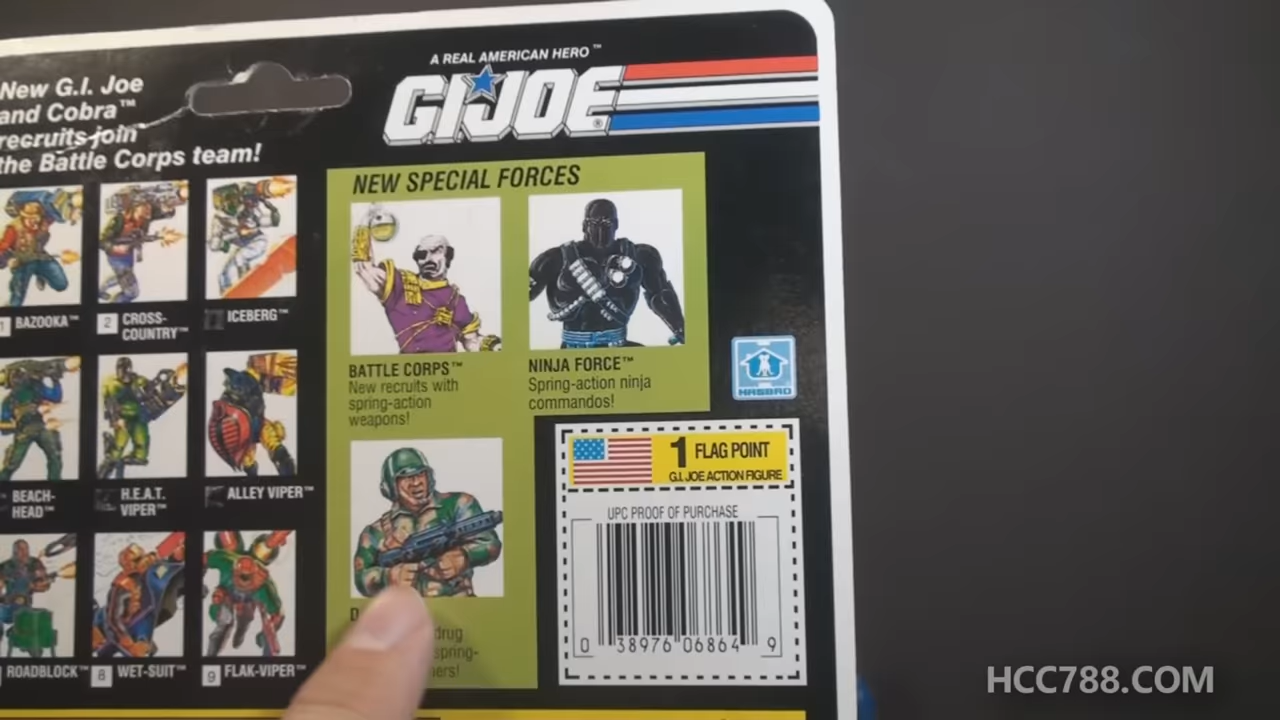 New G.I. Joe
and Cobra™
recruits join
the Battle Corps team!
A REAL AMERICAN HERO™
G.I. JOE®
NEW SPECIAL FORCES
1 BAZOOKA™
2 CROSS-
COUNTRY™
ICEBERG™
BEACH-
HEAD™
H.E.A.T.
VIPER™
ALLEY VIPER™
ROADBLOCK™
8 WET-SUIT™
9 FLAK-VIPER™
BATTLE CORPS™
New recruits with
spring-action
weapons!
NINJA FORCE™
Spring-action ninja
commandos!
HASBRO
1 FLAG POINT
G.I. JOE ACTION FIGURE
UPC PROOF OF PURCHASE
0 38976 06864 9
D
drug
spring-
HCC788.COM